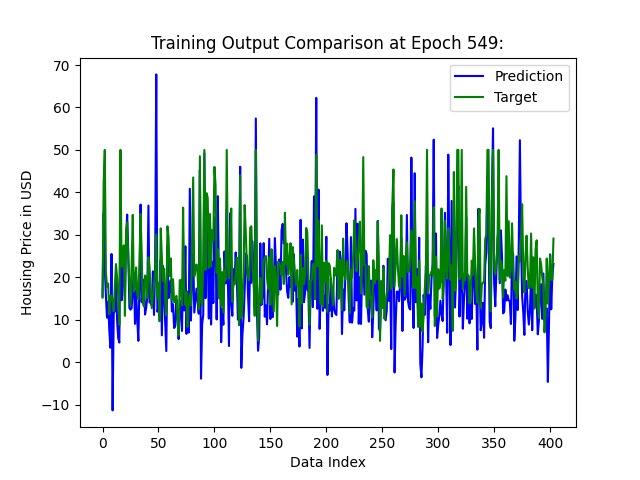 Training Output Comparison at Epoch 549:
Prediction
Target
Housing Price in USD
70
60
50
40
30
20
10
0
−10
0 50 100 150 200 250 300 350 400
Data Index